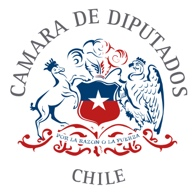 CAMARA DE DIPUTADOS
POR LA RAZON O LA FUERZA
CHILE